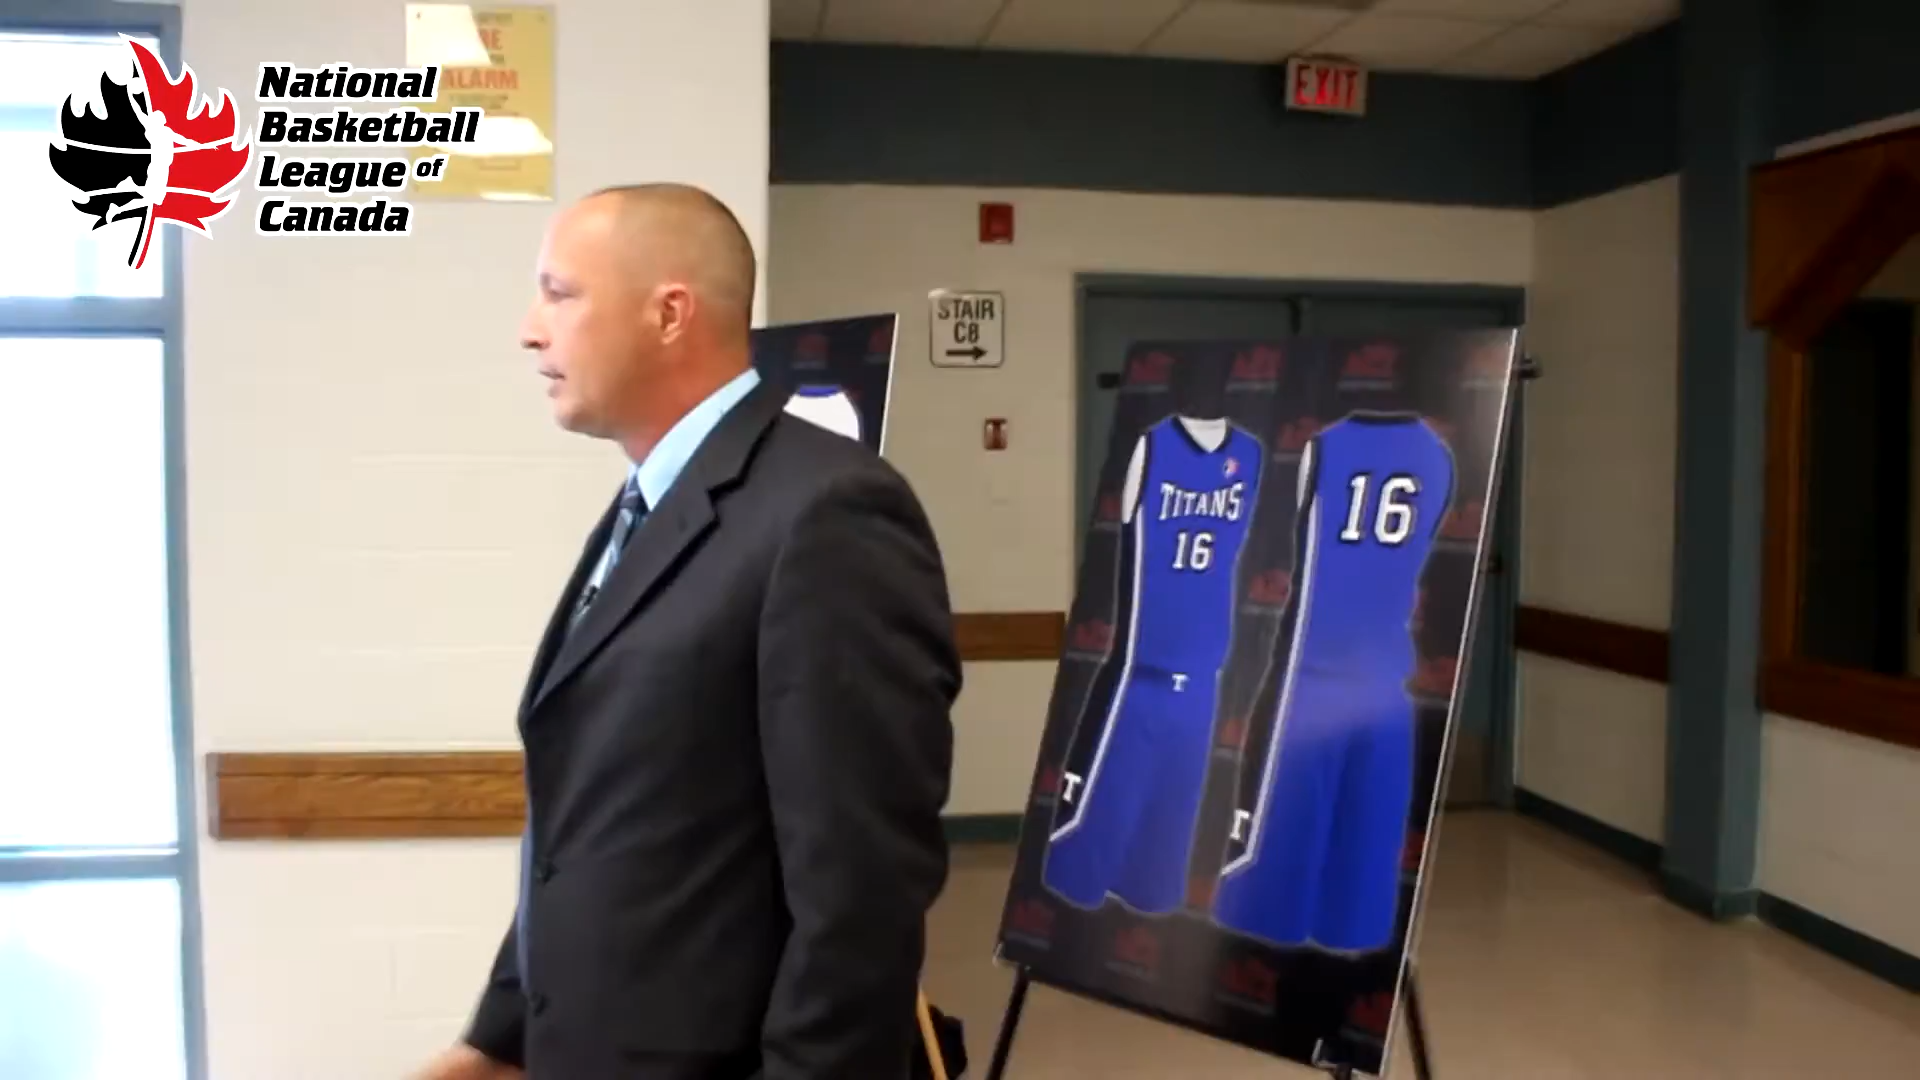 National
Basketball
League of
Canada
ALARM
EXIT
STAIR
C8
TITANS
16
16
T
T
T